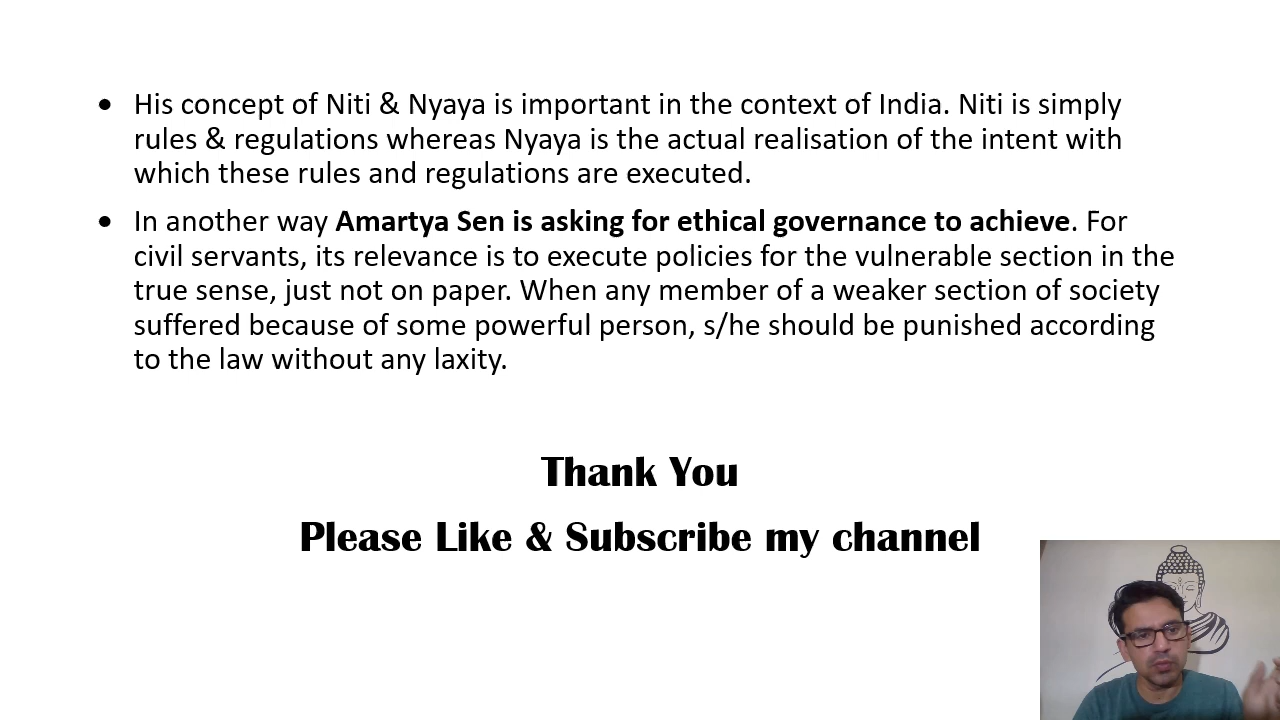 • His concept of Niti & Nyaya is important in the context of India. Niti is simply
rules & regulations whereas Nyaya is the actual realisation of the intent with
which these rules and regulations are executed.
• In another way Amartya Sen is asking for ethical governance to achieve. For
civil servants, its relevance is to execute policies for the vulnerable section in the
true sense, just not on paper. When any member of a weaker section of society
suffered because of some powerful person, s/he should be punished according
to the law without any laxity.
Thank You
Please Like & Subscribe my channel